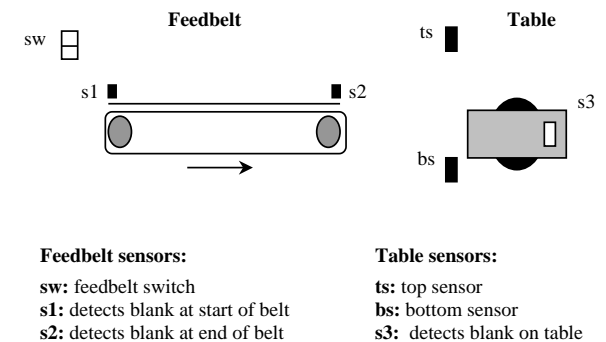 Feedbelt
Table
sw
ts
s1
s2
s3
bs
Feedbelt sensors:
sw: feedbelt switch
s1: detects blank at start of belt
s2: detects blank at end of belt
Table sensors:
ts: top sensor
bs: bottom sensor
s3: detects blank on table